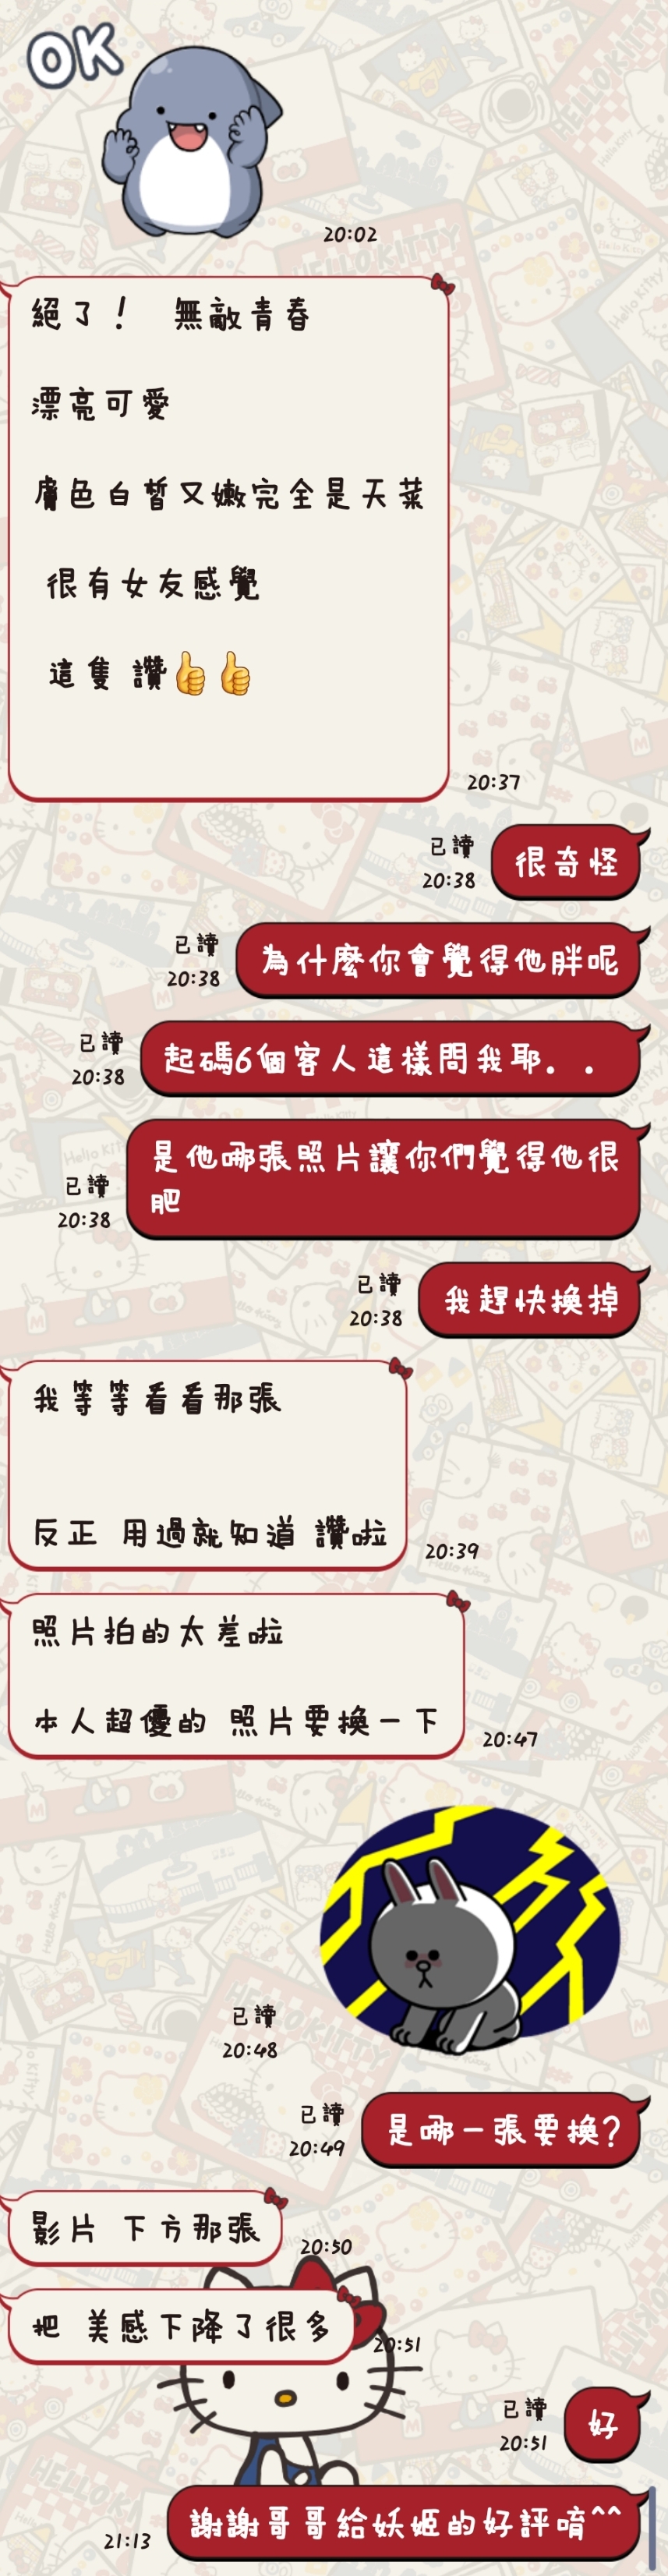 OK
20:02
絕了！ 無敵青春
漂亮可愛
膚色白皙又嫩完全是天菜
很有女友感覺
這隻 讚👍👍
20:37
已讀
20:38
很奇怪
已讀
20:38
為什麼你會覺得他胖呢
已讀
20:38
起碼6個客人這樣問我耶．．
已讀
20:38
是他哪張照片讓你們覺得他很
肥
已讀
20:38
我趕快換掉
我等等看看那張
反正 用過就知道 讚啦
20:39
照片拍的太差啦
本人超優的 照片要換一下
20:47
已讀
20:48
已讀
20:49
是哪一張要換?
影片 下方那張
20:50
把 美感下降了很多
20:51
已讀
20:51
好
21:13
謝謝哥哥給妖姬的好評唷^^